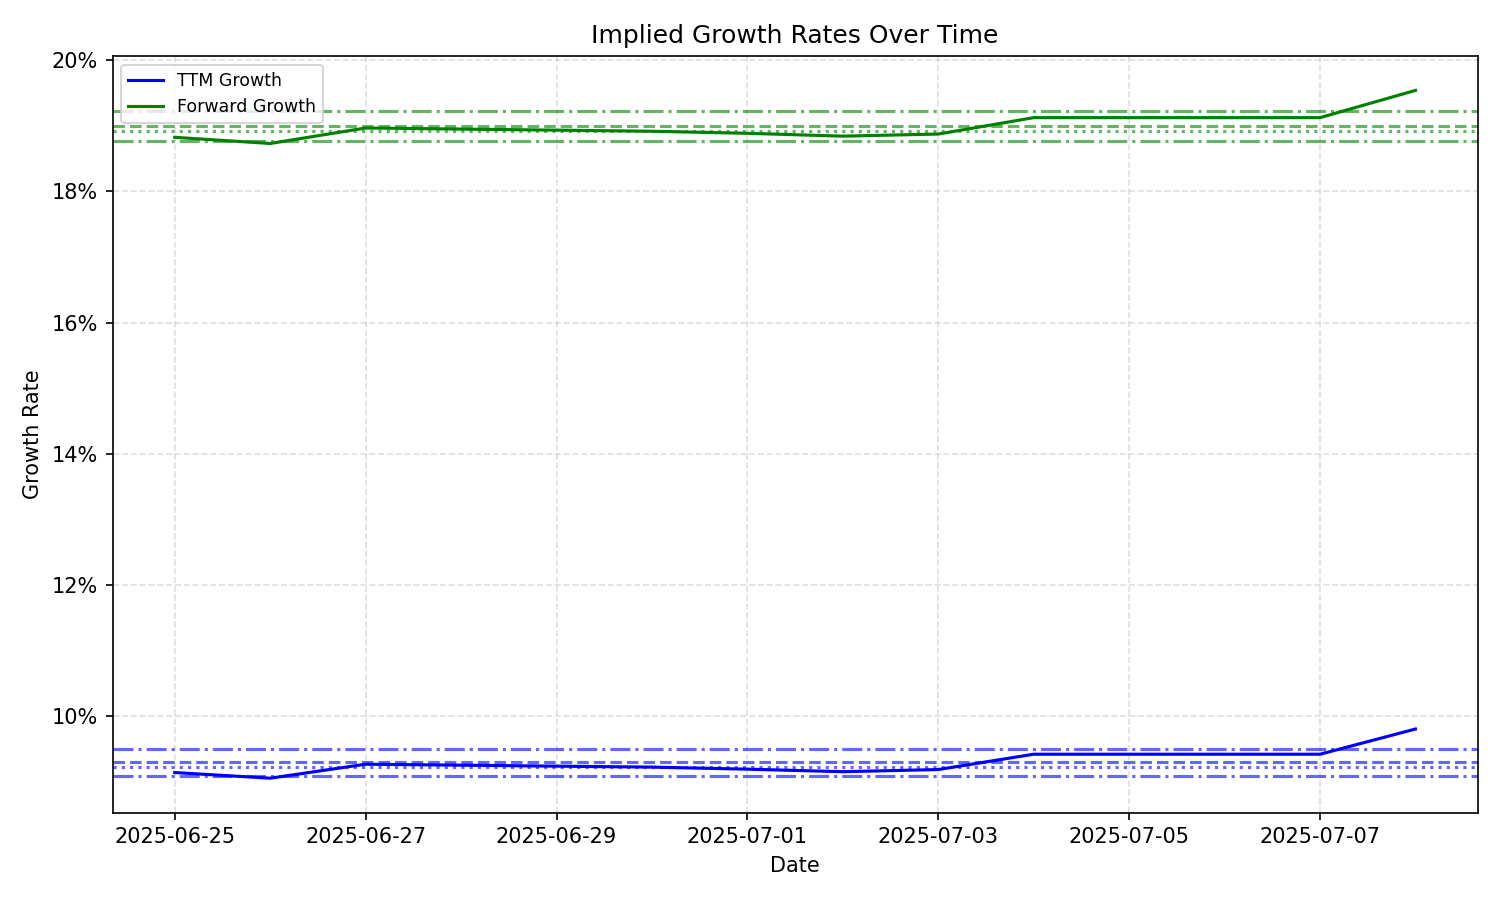 Implied Growth Rates Over Time
TTM Growth
Forward Growth
20%
18%
16%
14%
12%
10%
Growth Rate
2025-06-25
2025-06-27
2025-06-29
2025-07-01
2025-07-03
2025-07-05
2025-07-07
Date